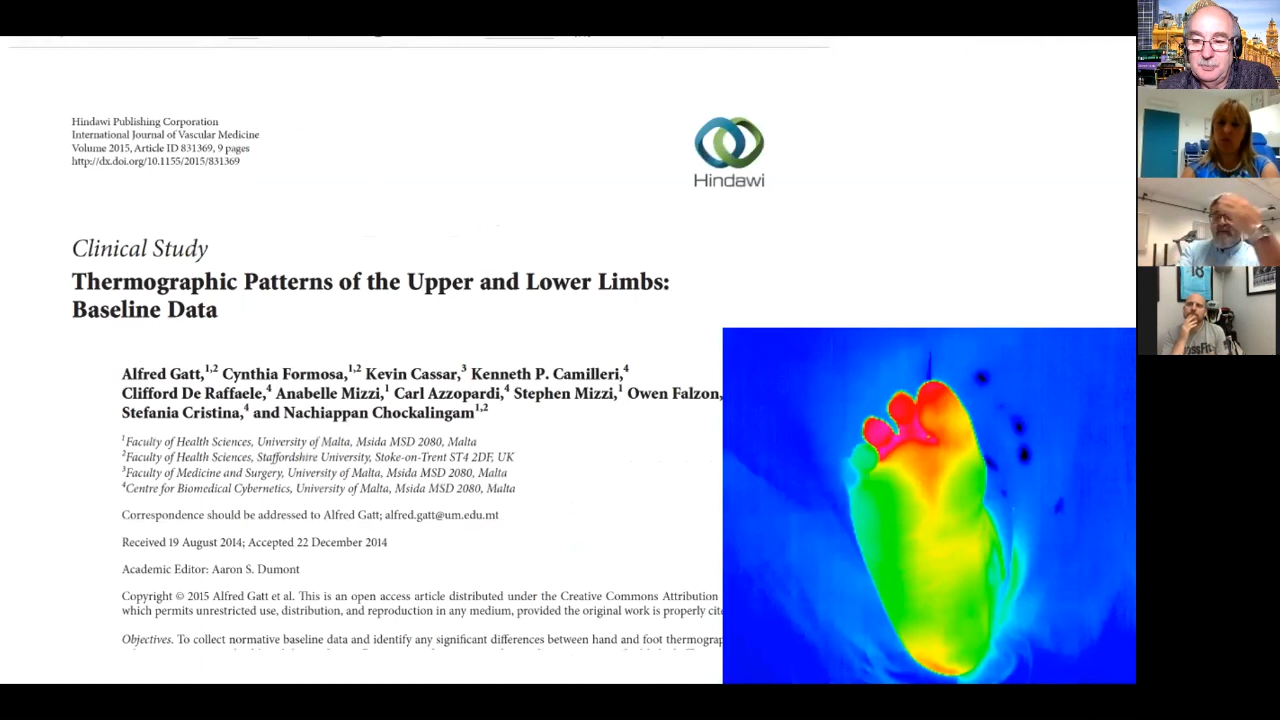 Hindawi Publishing Corporation
International Journal of Vascular Medicine
Volume 2015, Article ID 831369, 9 pages
http://dx.doi.org/10.1155/2015/831369
Hindawi
Clinical Study
Thermographic Patterns of the Upper and Lower Limbs:
Baseline Data
Alfred Gatt,1,2 Cynthia Formosa,1,2 Kevin Cassar,3 Kenneth P. Camilleri,4
Clifford De Raffaele,4 Anabelle Mizzi,1 Carl Azzopardi,4 Stephen Mizzi,1 Owen Falzon,
Stefania Cristina,4 and Nachiappan Chockalingam1,2
1Faculty of Health Sciences, University of Malta, Msida MSD 2080, Malta
2Faculty of Health Sciences, Staffordshire University, Stoke-on-Trent ST4 2DF, UK
3Faculty of Medicine and Surgery, University of Malta, Msida MSD 2080, Malta
4Centre for Biomedical Cybernetics, University of Malta, Msida MSD 2080, Malta
Correspondence should be addressed to Alfred Gatt; alfred.gatt@um.edu.mt
Received 19 August 2014; Accepted 22 December 2014
Academic Editor: Aaron S. Dumont
Copyright © 2015 Alfred Gatt et al. This is an open access article distributed under the Creative Commons Attribution
which permits unrestricted use, distribution, and reproduction in any medium, provided the original work is properly cite
Objectives. To collect normative baseline data and identify any significant differences between hand and foot thermograp
18